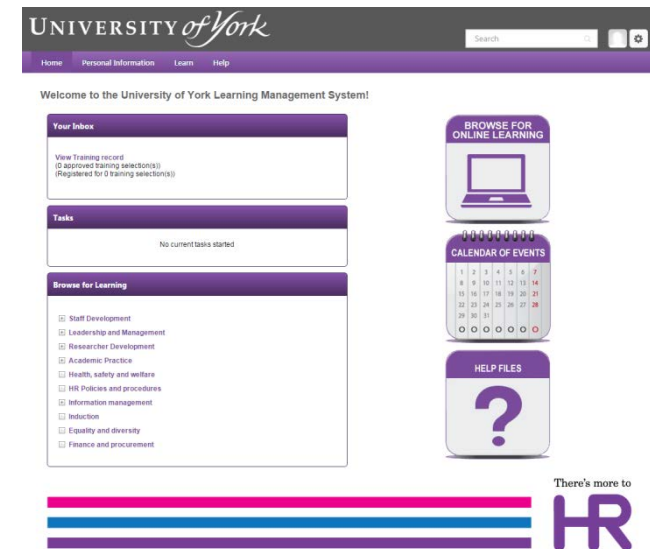 UNIVERSITY of York
Search
Home Personal Information Learn Help
Welcome to the University of York Learning Management System!
Your Inbox
View Training record
(0 approved training selection(s))
(Registered for 0 training selection(s))
Tasks
No current tasks started
Browse for Learning
Staff Development
Leadership and Management
Researcher Development
Academic Practice
Health, safety and welfare
HR Policies and procedures
Information management
Induction
Equality and diversity
Finance and procurement
BROWSE FOR
ONLINE LEARNING
CALENDAR OF EVENTS
1 2 3 4 5 6 7
8 9 10 11 12 13 14
15 16 17 18 19 20 21
22 23 24 25 26 27 28
29 30 31
HELP FILES
?
There's more to
HR